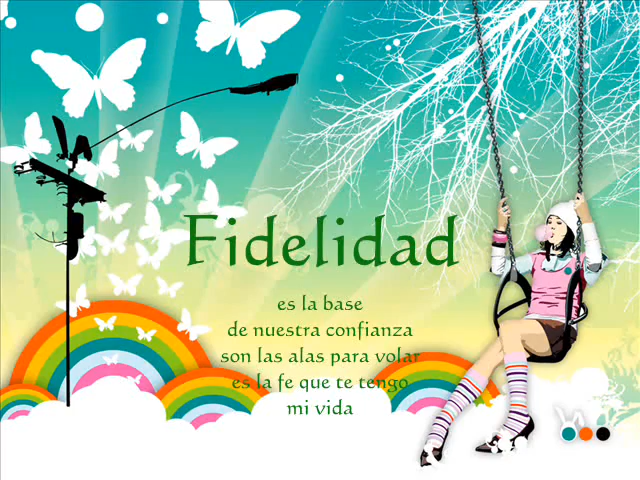 Fidelidad
es la base
de nuestra confianza
son las alas para volar
es la fe que te tengo
mi vida